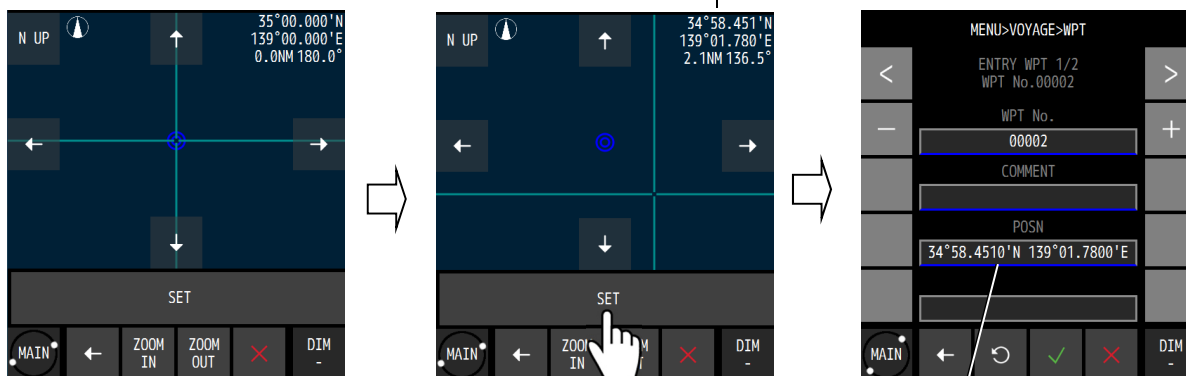 N UP
35°00.000'N
139°00.000'E
0.0NM 180.0°
SET
MAIN
ZOOM
IN
ZOOM
OUT
DIM
-
N UP
34°58.451'N
139°01.780'E
2.1NM 136.5°
SET
MAIN
DIM
-
MENU>VOYAGE>WPT
ENTRY WPT 1/2
WPT No.00002
<
>
WPT No.
-
00002
+
COMMENT
POSN
34°58.4510'N 139°01.7800'E
MAIN
DIM
-